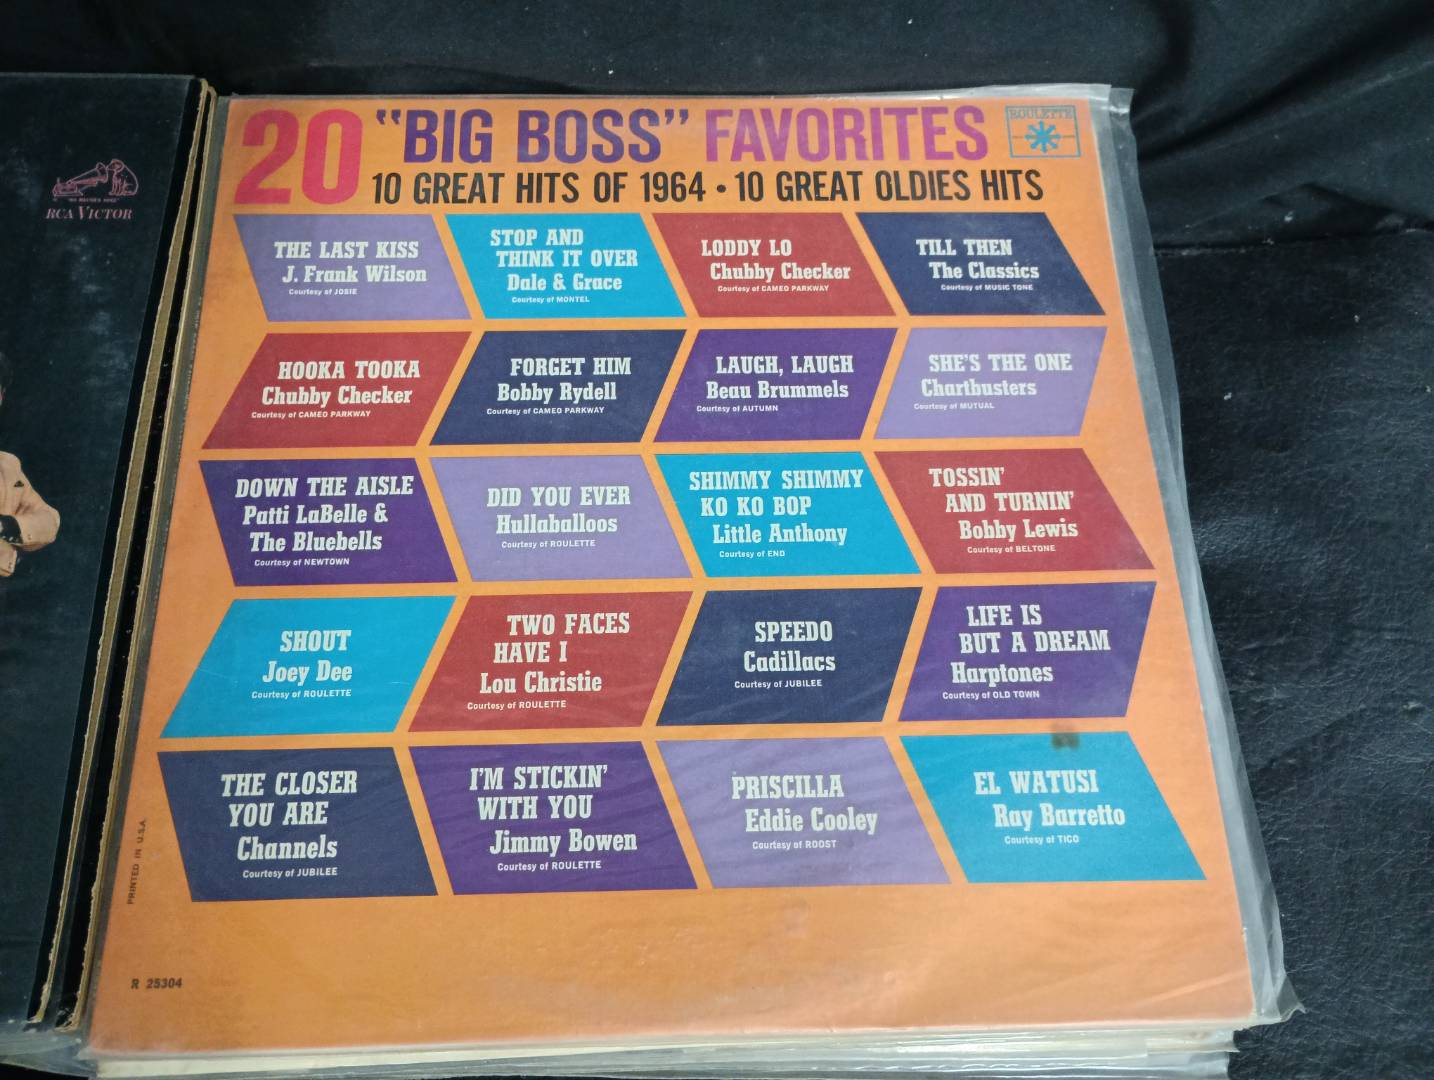 "HIS MASTER'S VOICE"
RCA VICTOR
20 "BIG BOSS" FAVORITES
ROULETTE
10 GREAT HITS OF 1964 • 10 GREAT OLDIES HITS
THE LAST KISS
J. Frank Wilson
Courtesy of JOSIE
STOP AND
THINK IT OVER
Dale & Grace
Courtesy of MONTEL
LODDY LO
Chubby Checker
Courtesy of CAMEO PARKWAY
TILL THEN
The Classics
Courtesy of MUSIC TONE
HOOKA TOOKA
Chubby Checker
Courtesy of CAMEO PARKWAY
FORGET HIM
Bobby Rydell
Courtesy of CAMEO PARKWAY
LAUGH, LAUGH
Beau Brummels
Courtesy of AUTUMN
SHE'S THE ONE
Chartbusters
Courtesy of MUTUAL
DOWN THE AISLE
Patti LaBelle &
The Bluebells
Courtesy of NEWTOWN
DID YOU EVER
Hullaballoos
Courtesy of ROULETTE
SHIMMY SHIMMY
KO KO BOP
Little Anthony
Courtesy of END
TOSSIN'
AND TURNIN'
Bobby Lewis
Courtesy of BELTONE
SHOUT
Joey Dee
Courtesy of ROULETTE
TWO FACES
HAVE I
Lou Christie
Courtesy of ROULETTE
SPEEDO
Cadillacs
Courtesy of JUBILEE
LIFE IS
BUT A DREAM
Harptones
Courtesy of OLD TOWN
THE CLOSER
YOU ARE
Channels
Courtesy of JUBILEE
I'M STICKIN'
WITH YOU
Jimmy Bowen
Courtesy of ROULETTE
PRISCILLA
Eddie Cooley
Courtesy of ROOST
EL WATUSI
Ray Barretto
Courtesy of TICO
PRINTED IN U.S.A.
R 25304